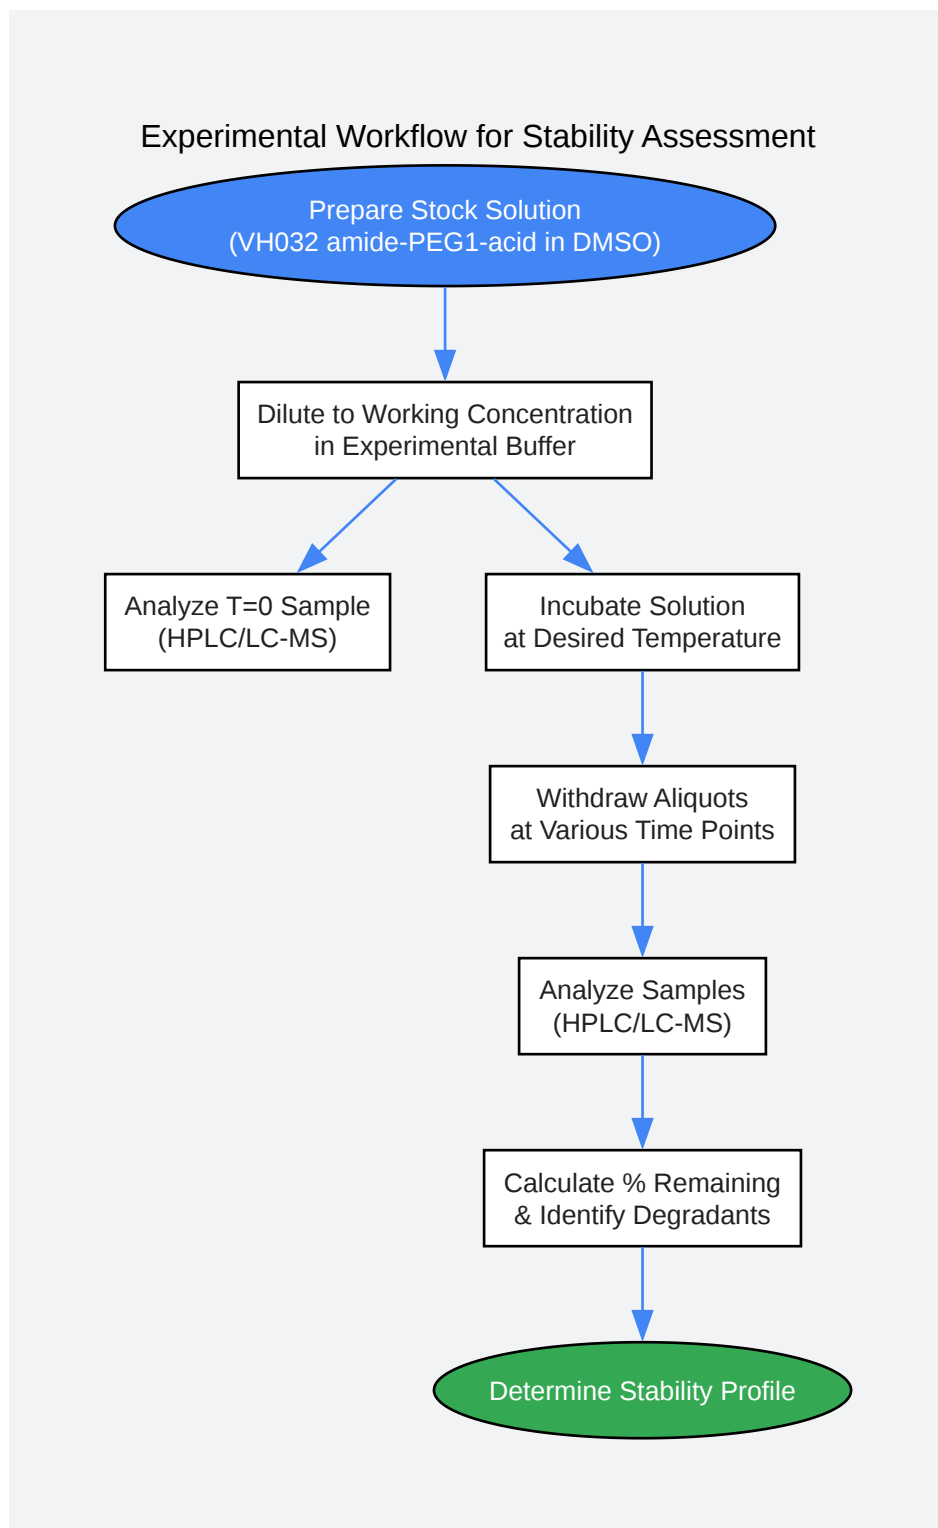 Experimental Workflow for Stability Assessment
Prepare Stock Solution
(VH032 amide-PEG1-acid in DMSO)
Dilute to Working Concentration
in Experimental Buffer
Analyze T=0 Sample
(HPLC/LC-MS)
Incubate Solution
at Desired Temperature
Withdraw Aliquots
at Various Time Points
Analyze Samples
(HPLC/LC-MS)
Calculate % Remaining
& Identify Degradants
Determine Stability Profile